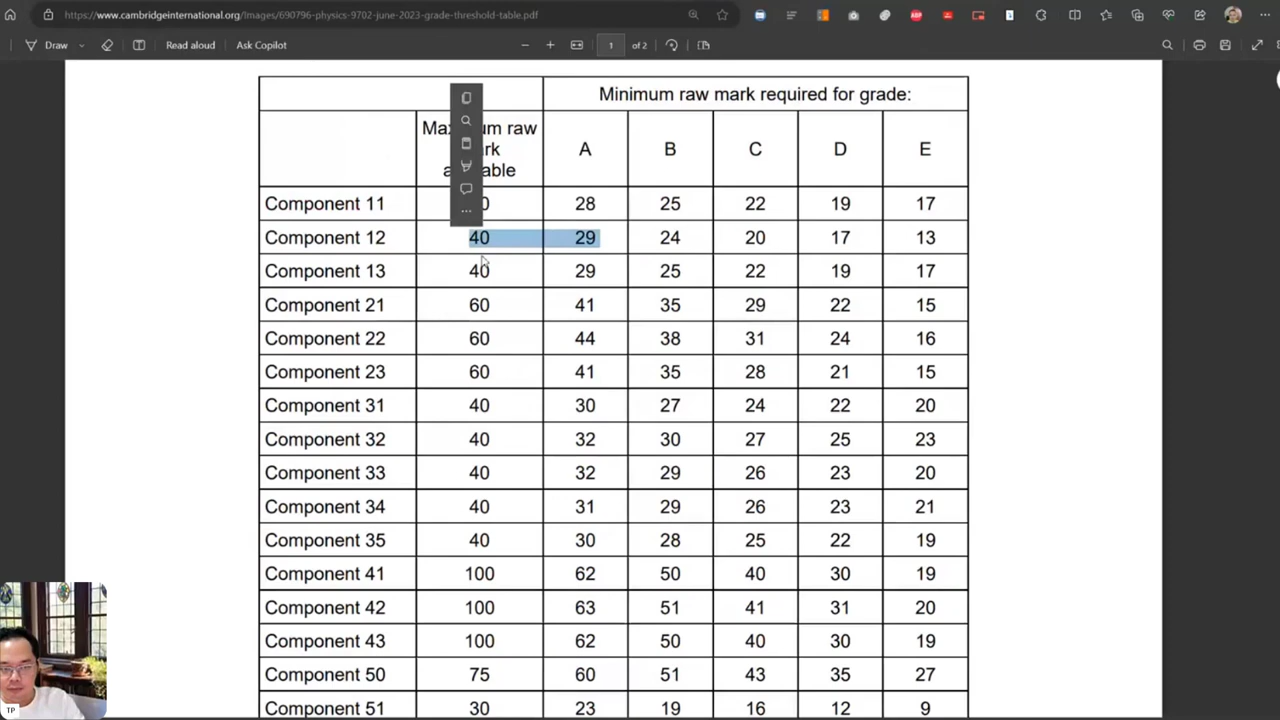 https://www.cambridgeinternational.org/Images/690796-physics-9702-june-2023-grade-threshold-table.pdf
Draw Read aloud Ask Copilot 1 of 2
Minimum raw mark required for grade:
A B C D E
Component 11 28 25 22 19 17
Component 12 40 29 24 20 17 13
Component 13 40 29 25 22 19 17
Component 21 60 41 35 29 22 15
Component 22 60 44 38 31 24 16
Component 23 60 41 35 28 21 15
Component 31 40 30 27 24 22 20
Component 32 40 32 30 27 25 23
Component 33 40 32 29 26 23 20
Component 34 40 31 29 26 23 21
Component 35 40 30 28 25 22 19
Component 41 100 62 50 40 30 19
Component 42 100 63 51 41 31 20
Component 43 100 62 50 40 30 19
Component 50 75 60 51 43 35 27
Component 51 30 23 19 16 12 9
TP